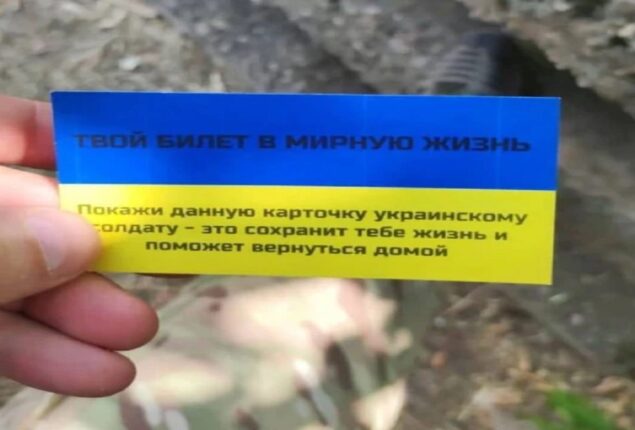 ТВОЙ БИЛЕТ В МИРНУЮ ЖИЗНЬ
Покажи данную карточку украинскому
солдату - это сохранит тебе жизнь и
поможет вернуться домой